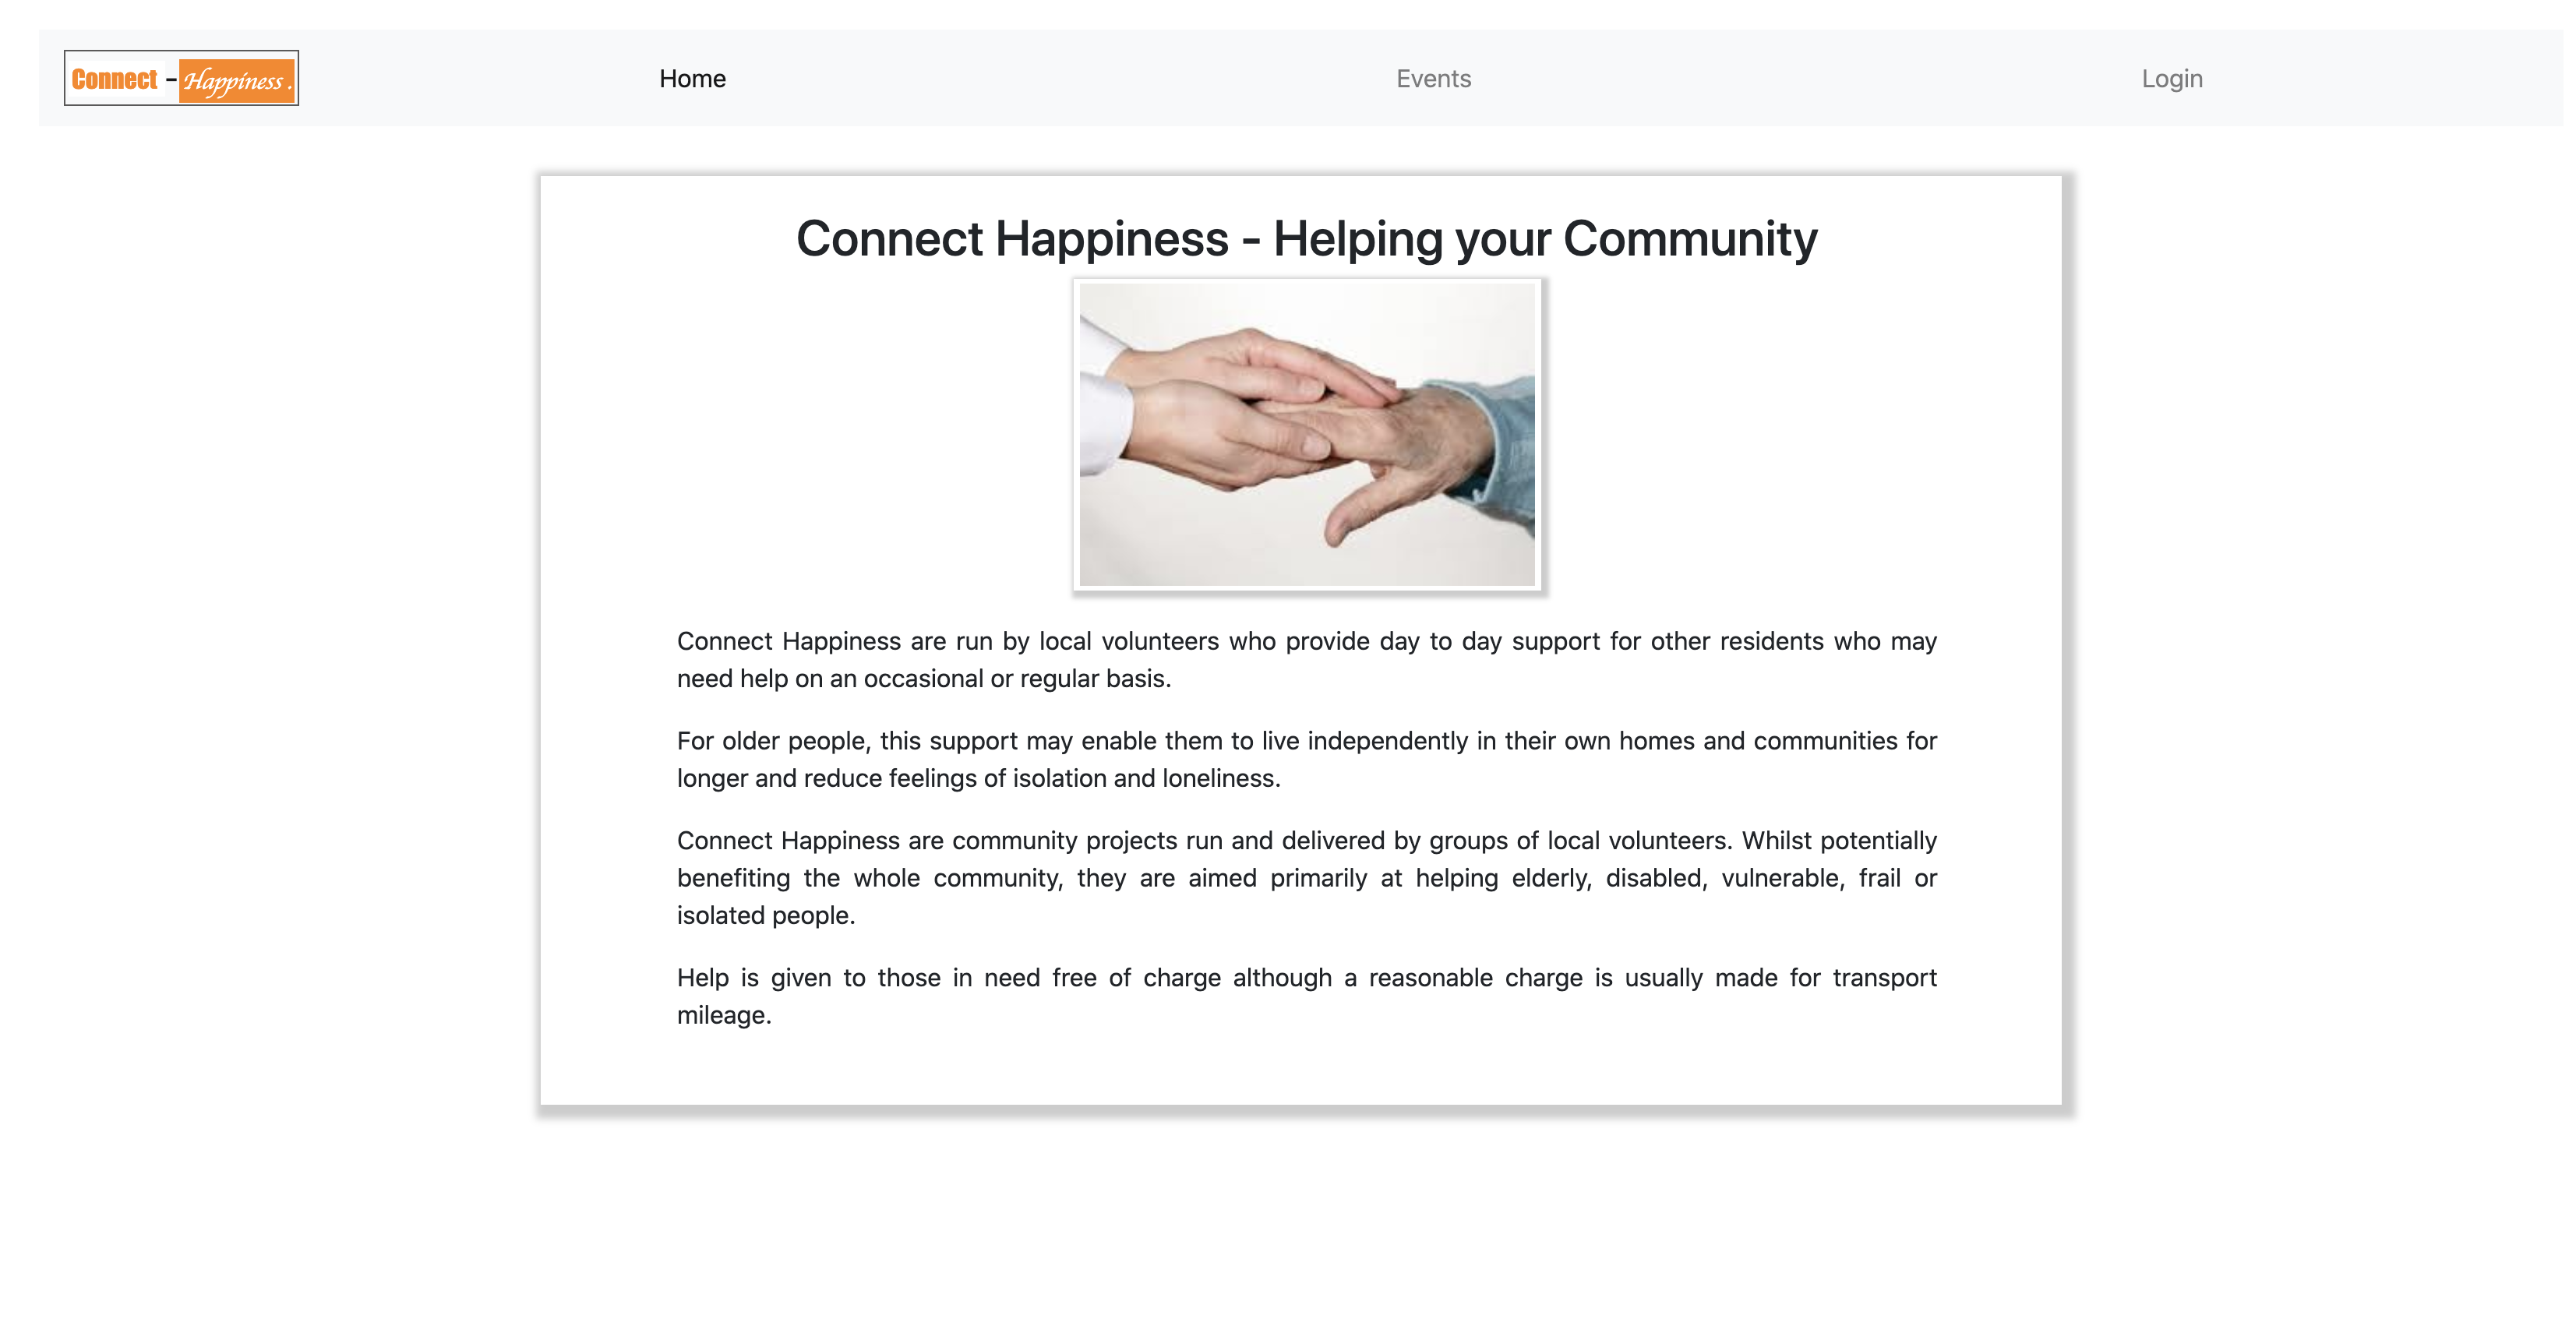 Connect - Happiness .
Home
Events
Login
Connect Happiness - Helping your Community
Connect Happiness are run by local volunteers who provide day to day support for other residents who may
need help on an occasional or regular basis.
For older people, this support may enable them to live independently in their own homes and communities for
longer and reduce feelings of isolation and loneliness.
Connect Happiness are community projects run and delivered by groups of local volunteers. Whilst potentially
benefiting the whole community, they are aimed primarily at helping elderly, disabled, vulnerable, frail or
isolated people.
Help is given to those in need free of charge although a reasonable charge is usually made for transport
mileage.